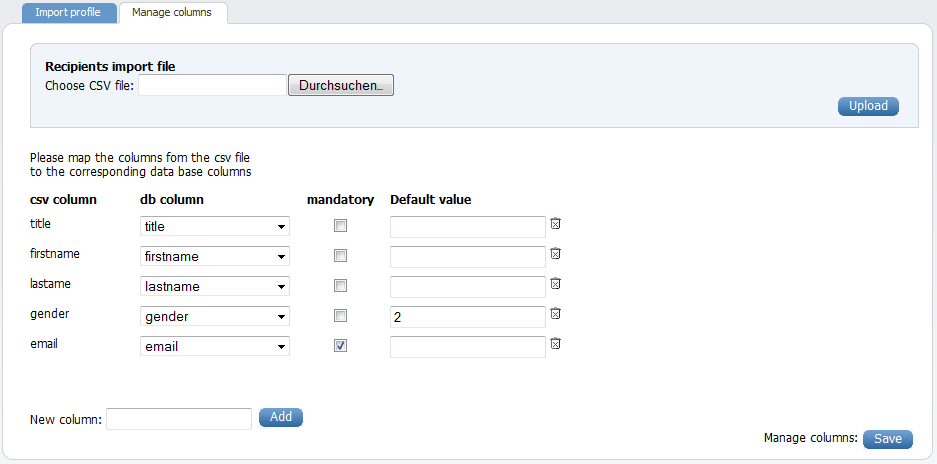 Import profile Manage columns
Recipients import file
Choose CSV file: Durchsuchen...
Upload
Please map the columns fom the csv file
to the corresponding data base columns
csv column db column mandatory Default value
title title
firstname firstname
lastame lastname
gender gender 2
email email
New column: Add
Manage columns: Save